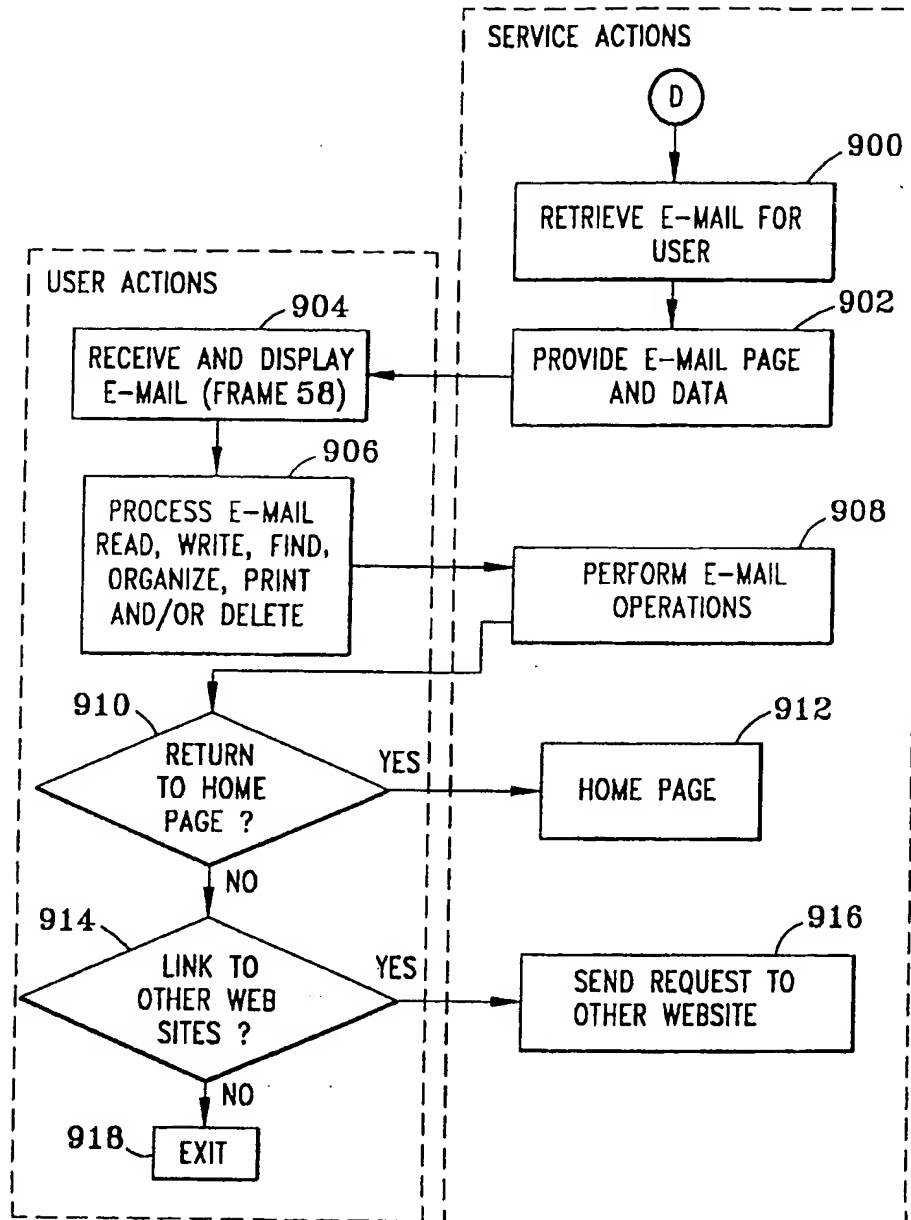 SERVICE ACTIONS
D
900
RETRIEVE E-MAIL FOR
USER
USER ACTIONS
902
PROVIDE E-MAIL PAGE
AND DATA
904
RECEIVE AND DISPLAY
E-MAIL (FRAME 58)
906
PROCESS E-MAIL
READ, WRITE, FIND,
ORGANIZE, PRINT
AND/OR DELETE
908
PERFORM E-MAIL
OPERATIONS
910
RETURN
TO HOME
PAGE ?
YES
912
HOME PAGE
NO
914
LINK TO
OTHER WEB
SITES ?
YES
916
SEND REQUEST TO
OTHER WEBSITE
NO
918
EXIT